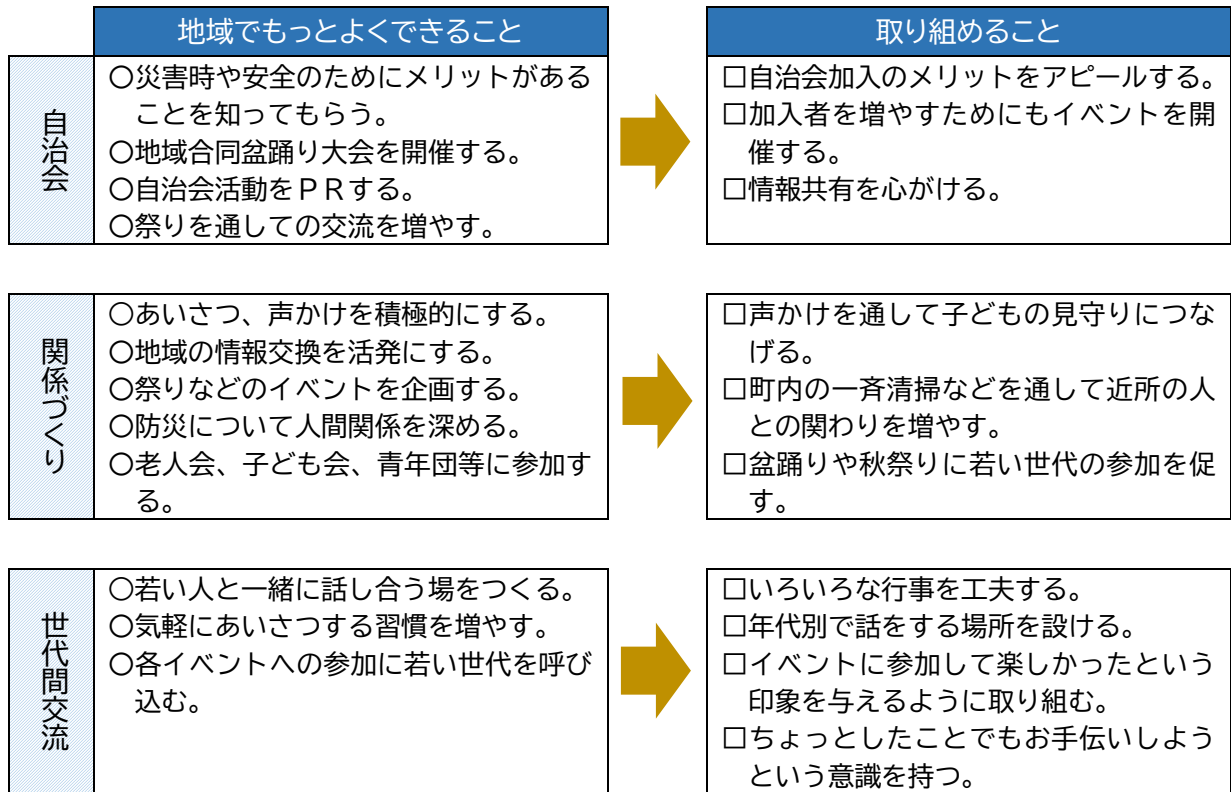 地域でもっとよくできること
取り組めること
自治会
〇災害時や安全のためにメリットがある
ことを知ってもらう。
〇地域合同盆踊り大会を開催する。
〇自治会活動をＰＲする。
〇祭りを通しての交流を増やす。
□自治会加入のメリットをアピールする。
□加入者を増やすためにもイベントを開
催する。
□情報共有を心がける。
関係づくり
〇あいさつ、声かけを積極的にする。
〇地域の情報交換を活発にする。
〇祭りなどのイベントを企画する。
〇防災について人間関係を深める。
〇老人会、子ども会、青年団等に参加す
る。
□声かけを通して子どもの見守りにつな
げる。
□町内の一斉清掃などを通して近所の人
との関わりを増やす。
□盆踊りや秋祭りに若い世代の参加を促
す。
世代間交流
〇若い人と一緒に話し合う場をつくる。
〇気軽にあいさつする習慣を増やす。
〇各イベントへの参加に若い世代を呼び
込む。
□いろいろな行事を工夫する。
□年代別で話をする場所を設ける。
□イベントに参加して楽しかったという
印象を与えるように取り組む。
□ちょっとしたことでもお手伝いしよう
という意識を持つ。